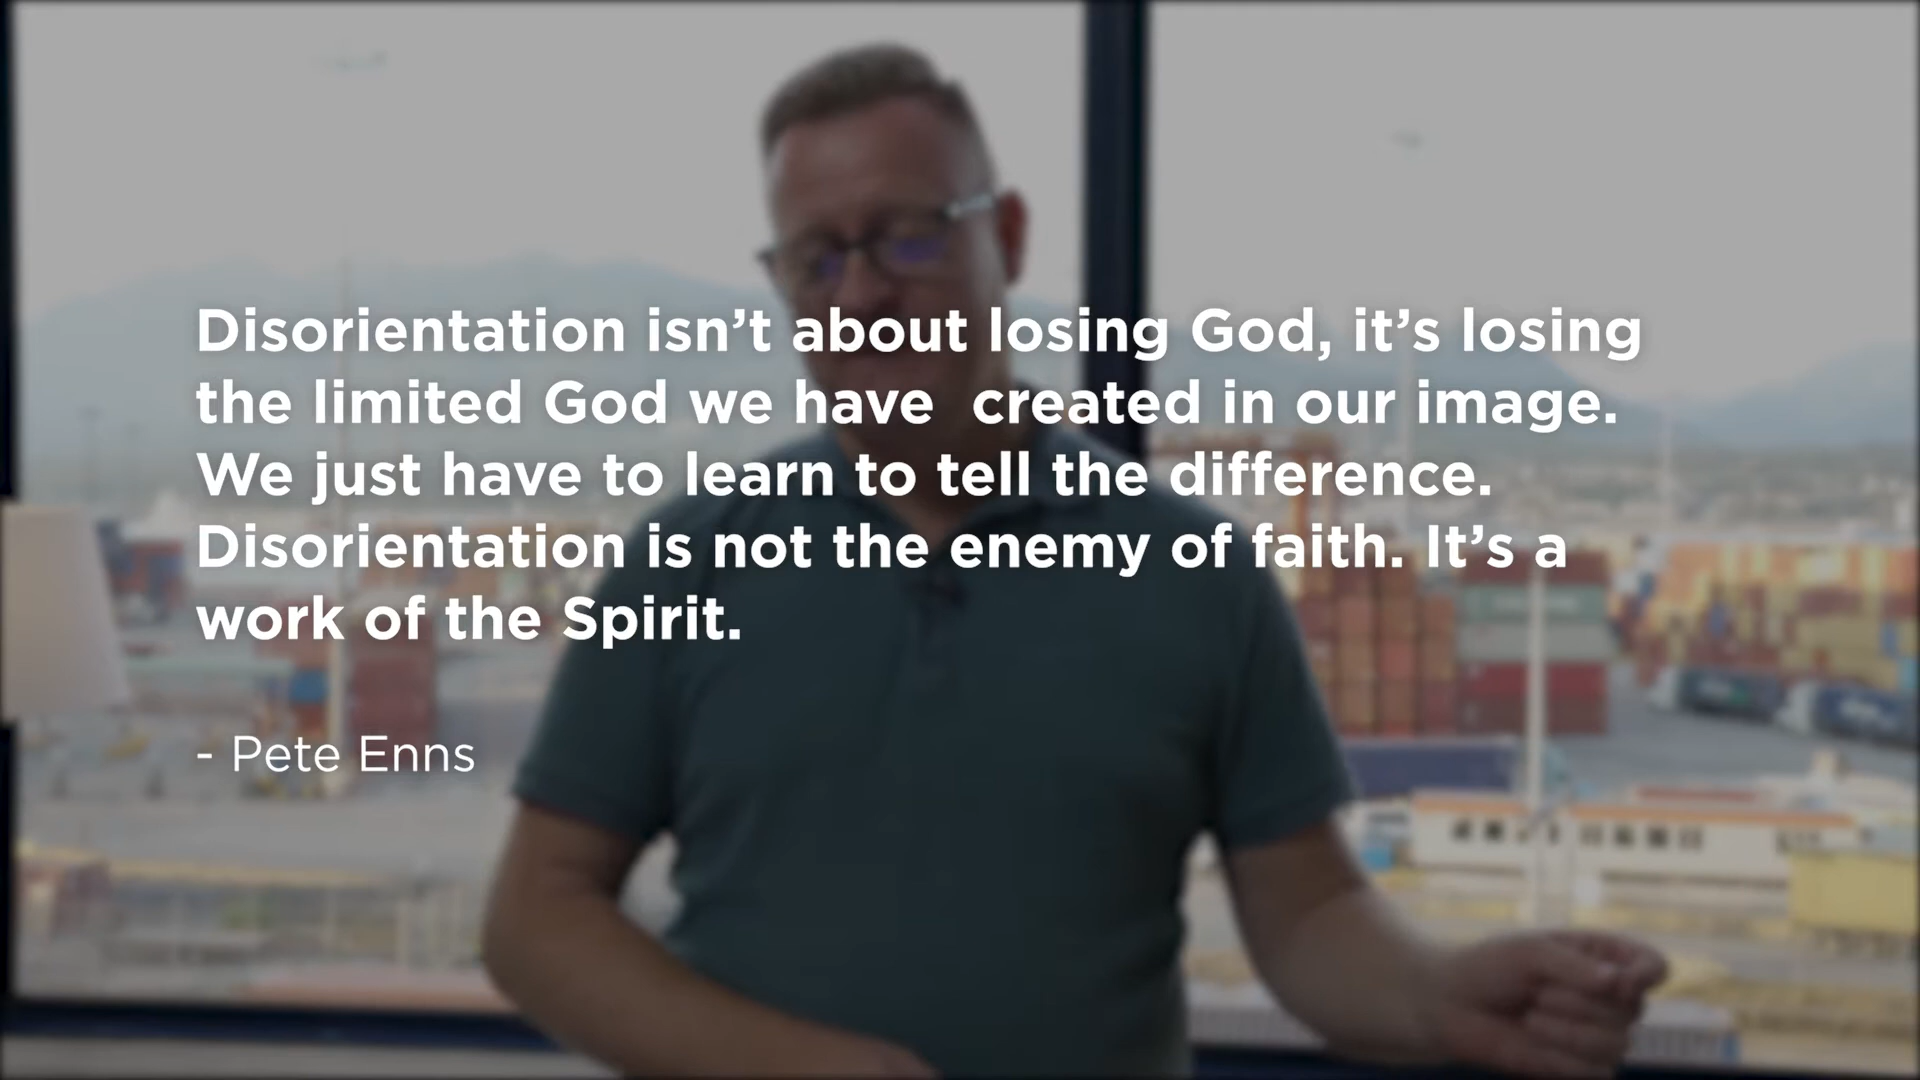 Disorientation isn’t about losing God, it’s losing
the limited God we have  created in our image.
We just have to learn to tell the difference.
Disorientation is not the enemy of faith. It’s a
work of the Spirit.
- Pete Enns